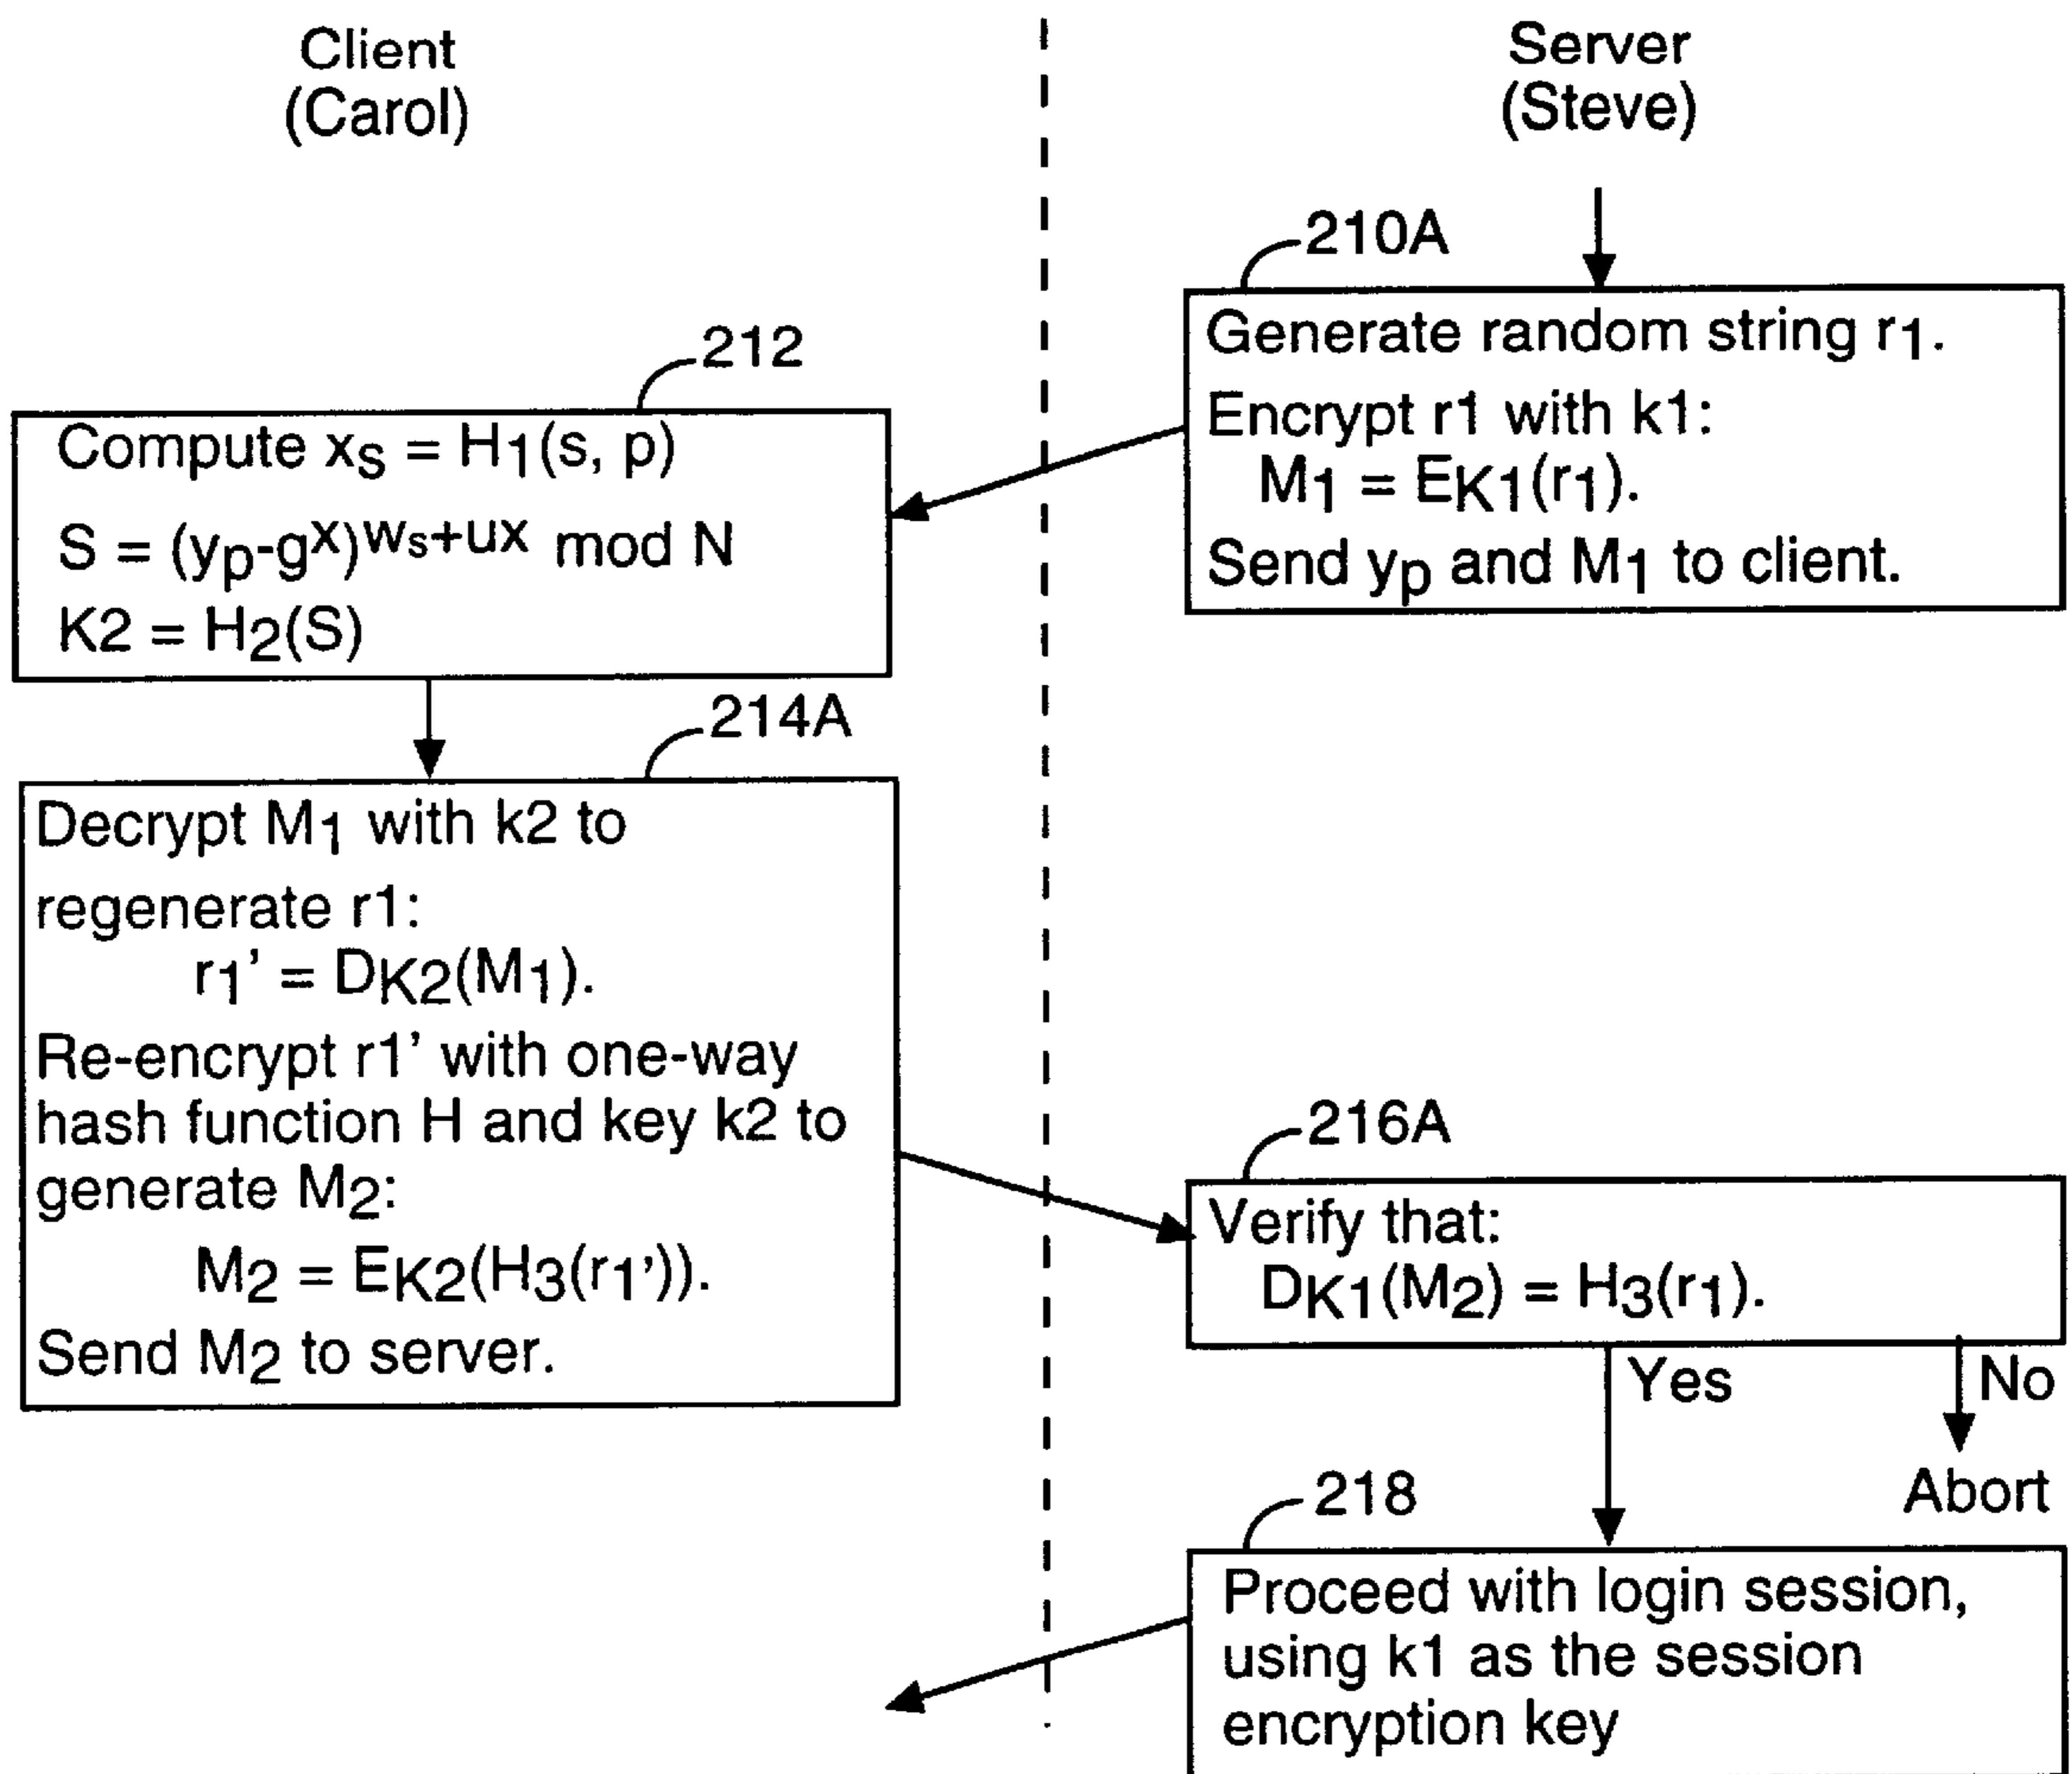 Client
(Carol)
Server
(Steve)
210A
Generate random string r1.
Encrypt r1 with k1:
M1 = EK1(r1).
Send yp and M1 to client.
212
Compute xs = H1(s, p)
S = (yp-g^x)^ws+ux mod N
K2 = H2(S)
214A
Decrypt M1 with k2 to
regenerate r1:
r1' = DK2(M1).
Re-encrypt r1' with one-way
hash function H and key k2 to
generate M2:
M2 = EK2(H3(r1')).
Send M2 to server.
216A
Verify that:
DK1(M2) = H3(r1).
Yes
No
Abort
218
Proceed with login session,
using k1 as the session
encryption key